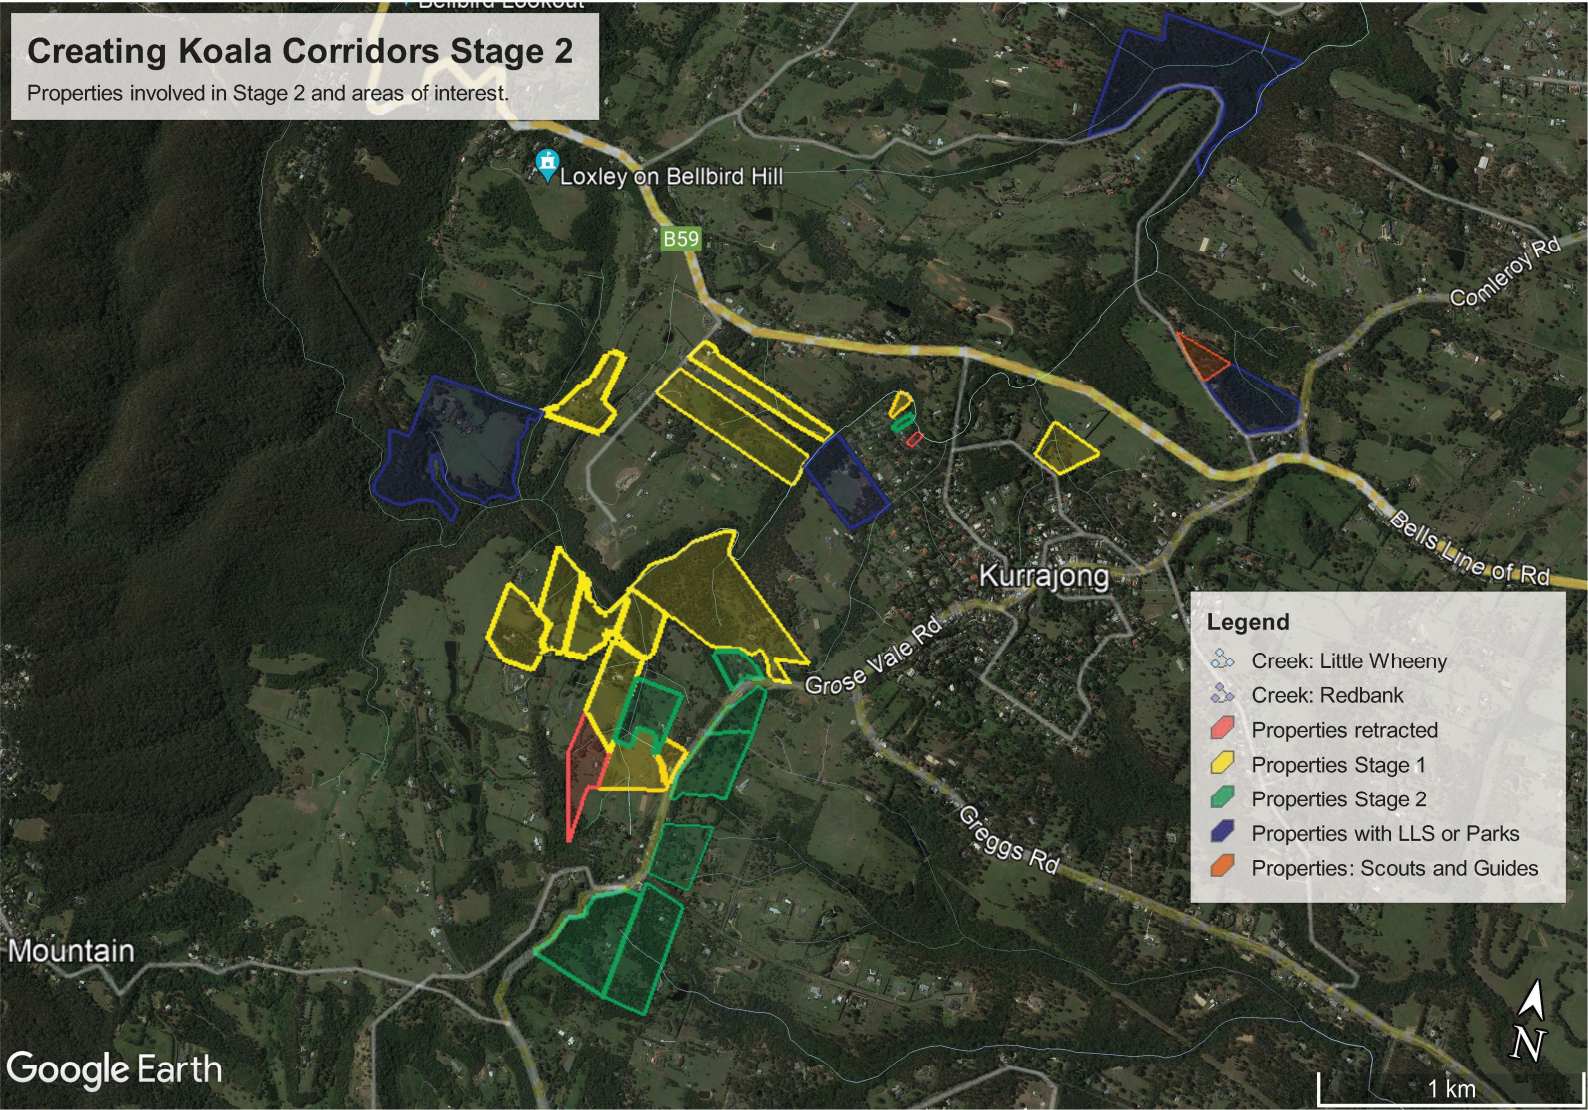 Bellbird Lookout
Creating Koala Corridors Stage 2
Properties involved in Stage 2 and areas of interest.
Loxley on Bellbird Hill
B59
Comleroy Rd
Bells Line of Rd
Kurrajong
Grose Vale Rd
Greggs Rd
Legend
Creek: Little Wheeny
Creek: Redbank
Properties retracted
Properties Stage 1
Properties Stage 2
Properties with LLS or Parks
Properties: Scouts and Guides
Mountain
Google Earth
N
1 km